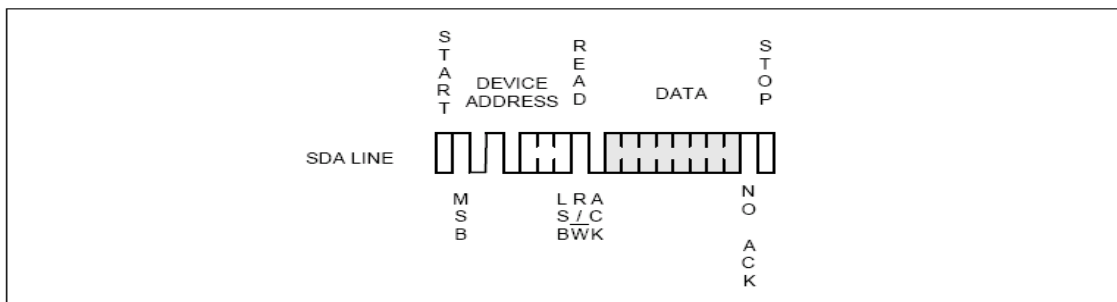 START
DEVICE
ADDRESS
READ
DATA
STOP
SDA LINE
MSB
LSB
R/W
ACK
NO ACK